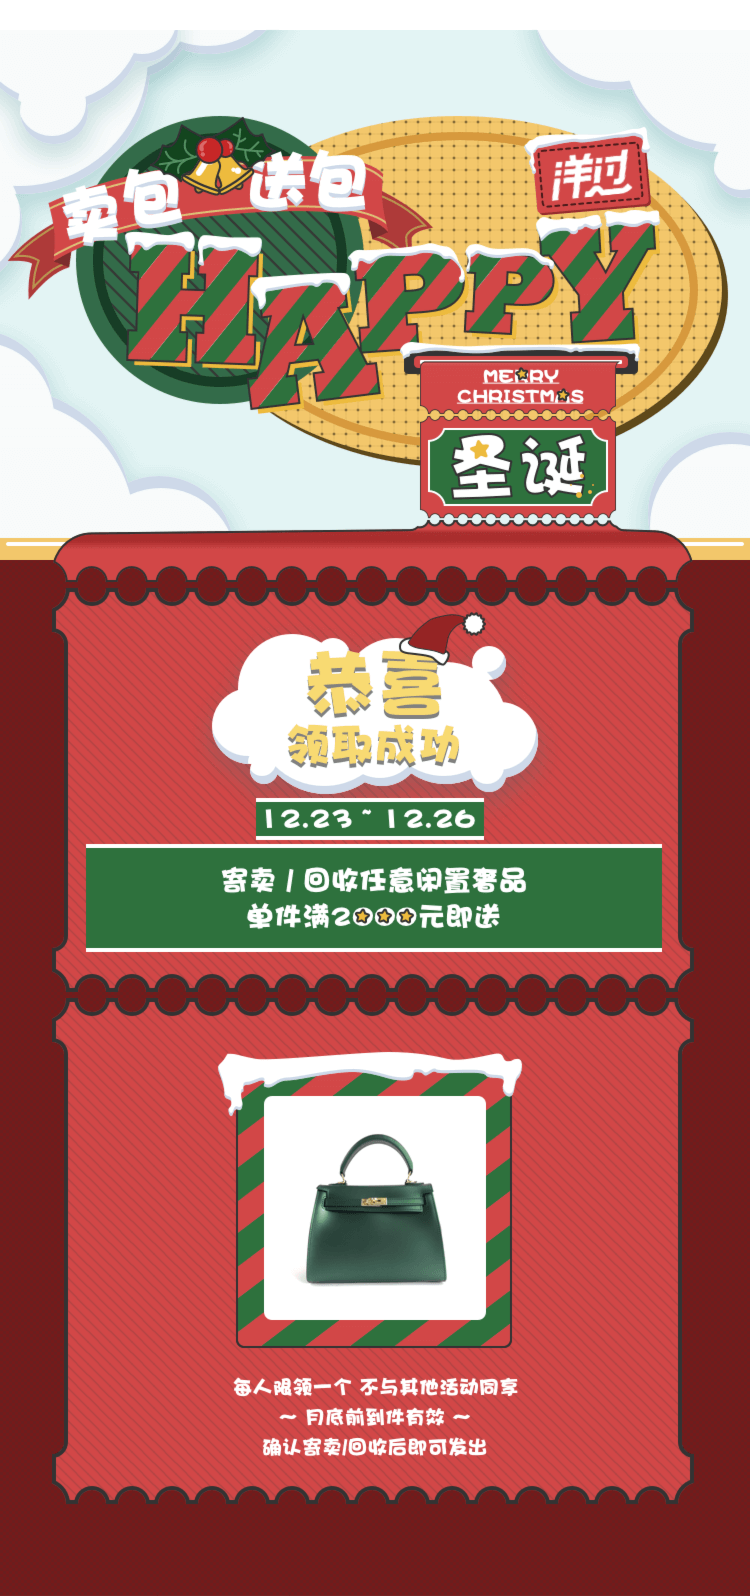 卖包 送包
洋过
HAPPY
MERRY
CHRISTMAS
圣诞
恭喜
领取成功
12.23~12.26
寄卖/回收任意闲置奢品
单件满2000元即送
每人限领一个 不与其他活动同享
~ 月底前到件有效 ~
确认寄卖/回收后即可发出